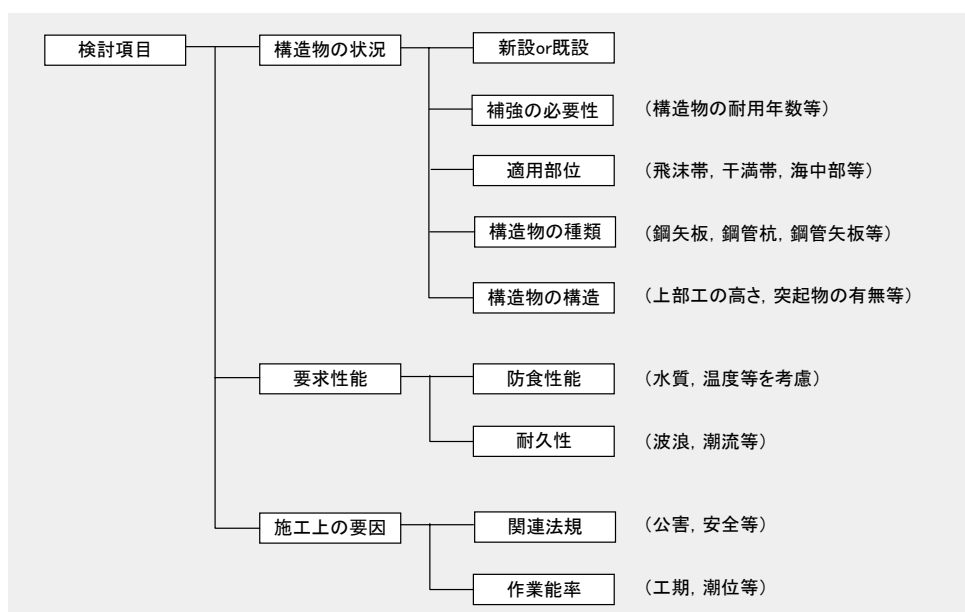 検討項目
構造物の状況
新設or既設
補強の必要性 (構造物の耐用年数等)
適用部位 (飛沫帯, 干満帯, 海中部等)
構造物の種類 (鋼矢板, 鋼管杭, 鋼管矢板等)
構造物の構造 (上部工の高さ, 突起物の有無等)
要求性能
防食性能 (水質, 温度等を考慮)
耐久性 (波浪, 潮流等)
施工上の要因
関連法規 (公害, 安全等)
作業能率 (工期, 潮位等)